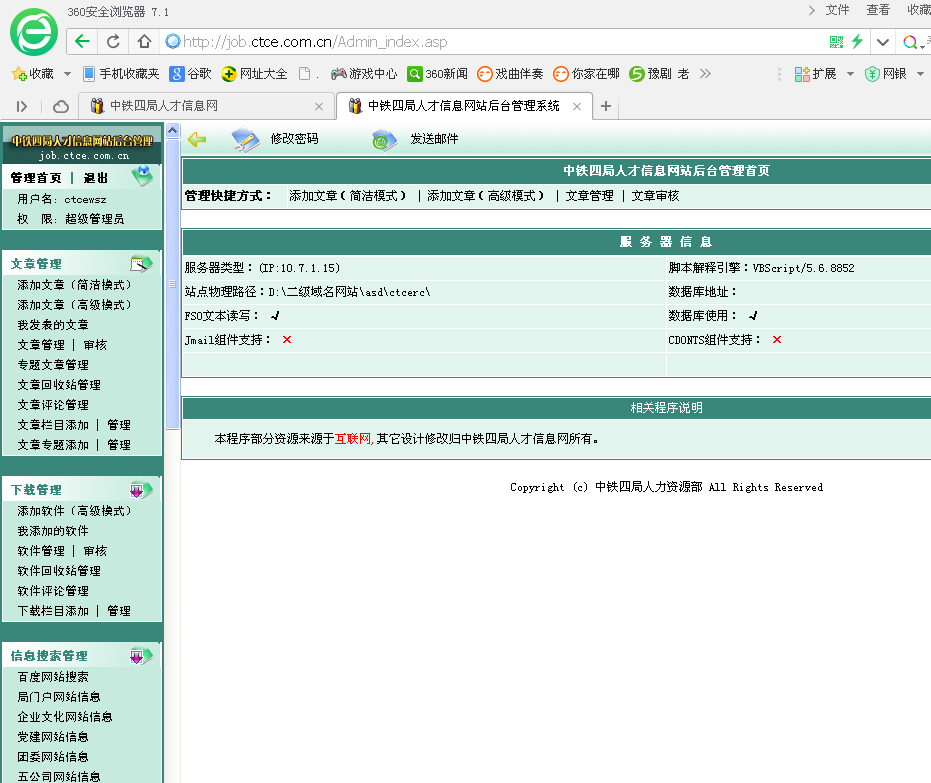 360安全浏览器 7.1
文件 查看 收藏
http://job.ctce.com.cn/Admin_index.asp
收藏 手机收藏夹 谷歌 网址大全 . 游戏中心 360新闻 戏曲伴奏 你家在哪 豫剧 老 扩展 网银
中铁四局人才信息网 中铁四局人才信息网站后台管理系统
中铁四局人才信息网站后台管理
job.ctce.com.cn
管理首页 | 退出
用户名: ctcewsz
权 限: 超级管理员
文章管理
添加文章（简洁模式）
添加文章（高级模式）
我发表的文章
文章管理 | 审核
专题文章管理
文章回收站管理
文章评论管理
文章栏目添加 | 管理
文章专题添加 | 管理
下载管理
添加软件（高级模式）
我添加的软件
软件管理 | 审核
软件回收站管理
软件评论管理
下载栏目添加 | 管理
信息搜索管理
百度网站搜索
局门户网站信息
企业文化网站信息
党建网站信息
团委网站信息
五公司网站信息
修改密码 发送邮件
中铁四局人才信息网站后台管理首页
管理快捷方式： 添加文章（简洁模式） | 添加文章（高级模式） | 文章管理 | 文章审核
服 务 器 信 息
服务器类型：(IP:10.7.1.15) 脚本解释引擎：VBScript/5.6.8852
站点物理路径：D:\二级域名网站\asd\ctcerc\ 数据库地址：
FSO文本读写： √ 数据库使用： √
Jmail组件支持： × CDONTS组件支持： ×
相关程序说明
本程序部分资源来源于互联网,其它设计修改归中铁四局人才信息网所有。
Copyright (c) 中铁四局人力资源部 All Rights Reserved